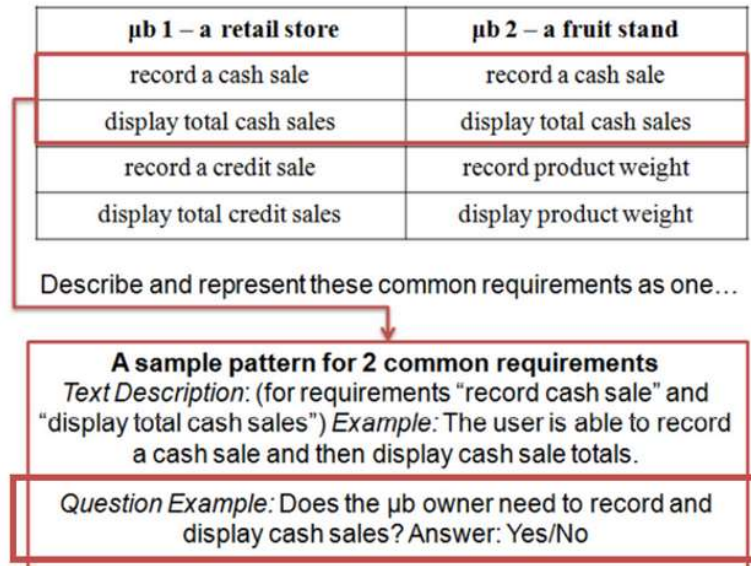 μb 1 – a retail store μb 2 – a fruit stand
record a cash sale record a cash sale
display total cash sales display total cash sales
record a credit sale record product weight
display total credit sales display product weight
Describe and represent these common requirements as one…
A sample pattern for 2 common requirements
Text Description: (for requirements “record cash sale” and
“display total cash sales”) Example: The user is able to record
a cash sale and then display cash sale totals.
Question Example: Does the μb owner need to record and
display cash sales? Answer: Yes/No